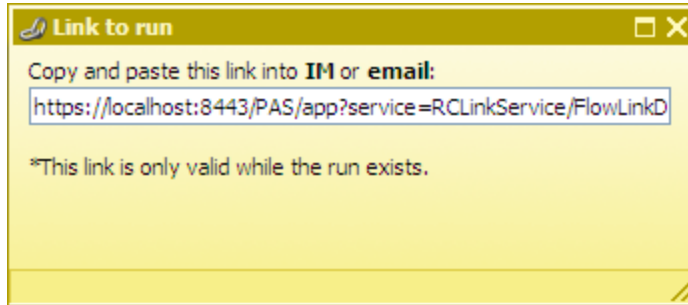 Link to run
Copy and paste this link into IM or email:
https://localhost:8443/PAS/app?service=RCLinkService/FlowLinkD
*This link is only valid while the run exists.